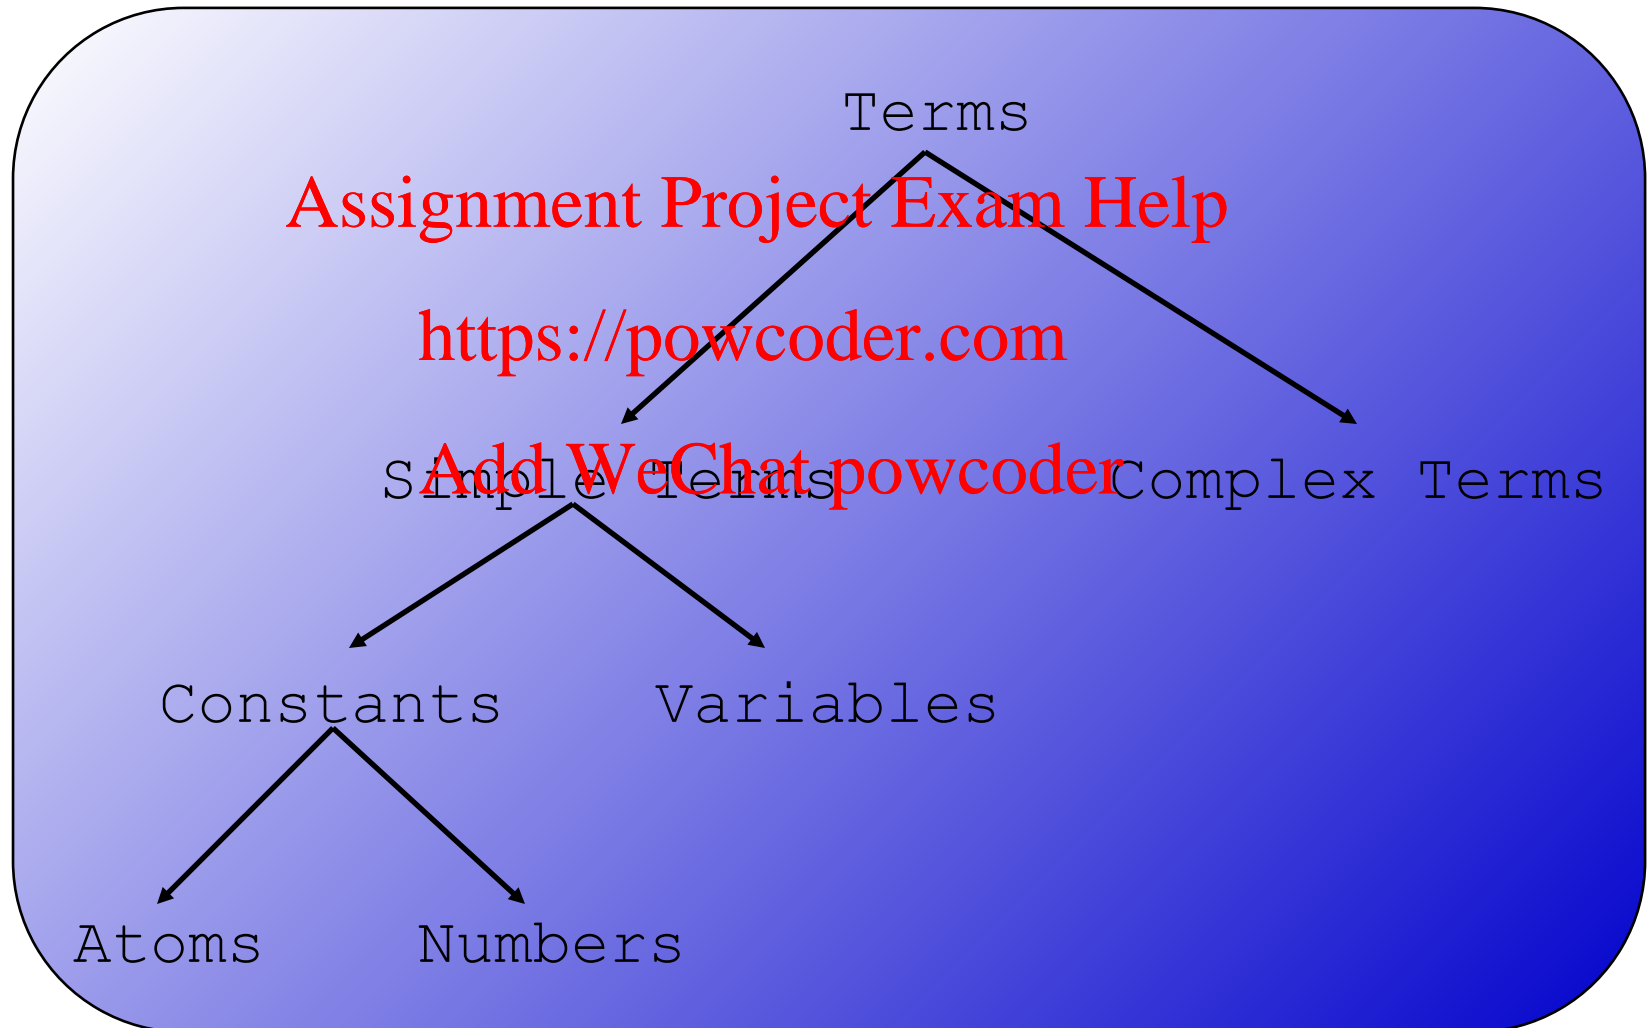 Terms
Assignment Project Exam Help
https://powcoder.com
Add WeChat powcoder
Simple Terms Complex Terms
Constants Variables
Atoms Numbers